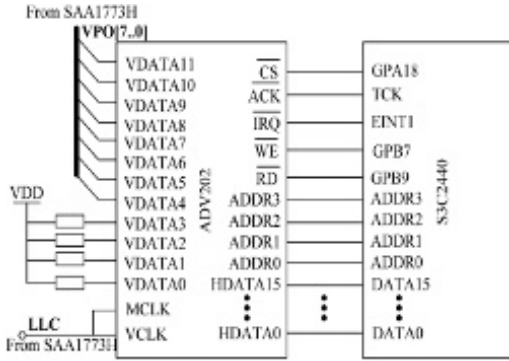 From SAA1773H
VPO[7..0]
VDATA11
VDATA10
VDATA9
VDATA8
VDATA7
VDATA6
VDATA5
VDATA4
VDD
VDATA3
VDATA2
VDATA1
VDATA0
MCLK
LLC
VCLK
From SAA1773H
ADV202
CS
ACK
IRQ
WE
RD
ADDR3
ADDR2
ADDR1
ADDR0
HDATA15
HDATA0
GPA18
TCK
EINT1
GPB7
GPB9
ADDR3
ADDR2
ADDR1
ADDR0
DATA15
DATA0
S3C2440